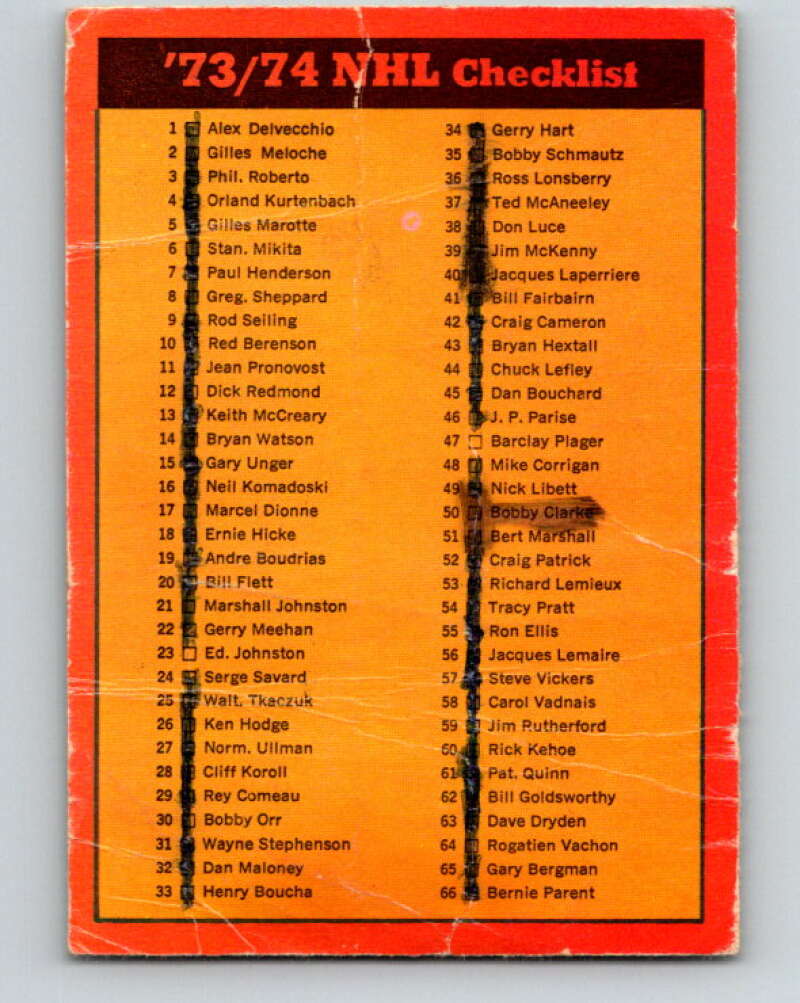 '73/74 NHL Checklist
1 Alex Delvecchio
2 Gilles Meloche
3 Phil. Roberto
4 Orland Kurtenbach
5 Gilles Marotte
6 Stan. Mikita
7 Paul Henderson
8 Greg. Sheppard
9 Rod Seiling
10 Red Berenson
11 Jean Pronovost
12 Dick Redmond
13 Keith McCreary
14 Bryan Watson
15 Gary Unger
16 Neil Komadoski
17 Marcel Dionne
18 Ernie Hicke
19 Andre Boudrias
20 Bill Flett
21 Marshall Johnston
22 Gerry Meehan
23 Ed. Johnston
24 Serge Savard
25 Walt. Tkaczuk
26 Ken Hodge
27 Norm. Ullman
28 Cliff Koroll
29 Rey Comeau
30 Bobby Orr
31 Wayne Stephenson
32 Dan Maloney
33 Henry Boucha
34 Gerry Hart
35 Bobby Schmautz
36 Ross Lonsberry
37 Ted McAneeley
38 Don Luce
39 Jim McKenny
40 Jacques Laperriere
41 Bill Fairbairn
42 Craig Cameron
43 Bryan Hextall
44 Chuck Lefley
45 Dan Bouchard
46 J. P. Parise
47 Barclay Plager
48 Mike Corrigan
49 Nick Libett
50 Bobby Clarke
51 Bert Marshall
52 Craig Patrick
53 Richard Lemieux
54 Tracy Pratt
55 Ron Ellis
56 Jacques Lemaire
57 Steve Vickers
58 Carol Vadnais
59 Jim Rutherford
60 Rick Kehoe
61 Pat. Quinn
62 Bill Goldsworthy
63 Dave Dryden
64 Rogatien Vachon
65 Gary Bergman
66 Bernie Parent